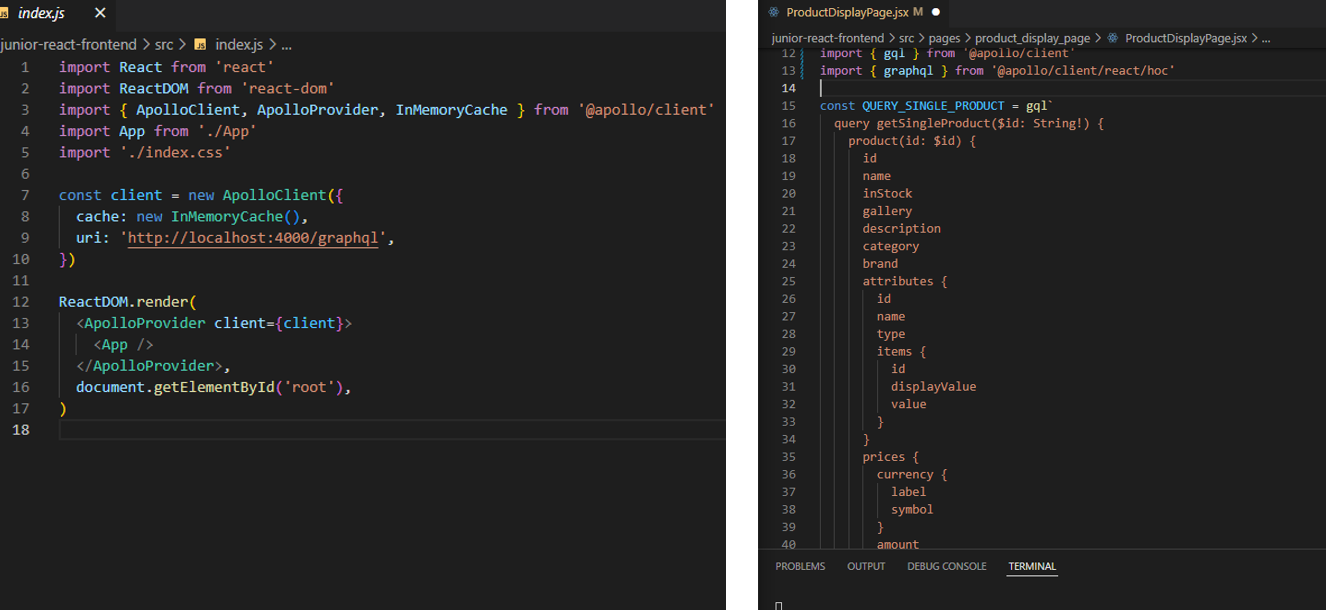 JS index.js ×
junior-react-frontend > src > JS index.js > ...
1 import React from 'react'
2 import ReactDOM from 'react-dom'
3 import { ApolloClient, ApolloProvider, InMemoryCache } from '@apollo/client'
4 import App from './App'
5 import './index.css'
6
7 const client = new ApolloClient({
8 cache: new InMemoryCache(),
9 uri: 'http://localhost:4000/graphql',
10 })
11
12 ReactDOM.render(
13 <ApolloProvider client={client}>
14 <App />
15 </ApolloProvider>,
16 document.getElementById('root'),
17 )
18
ProductDisplayPage.jsx M ●
junior-react-frontend > src > pages > product_display_page > ProductDisplayPage.jsx > ...
12 import { gql } from '@apollo/client'
13 import { graphql } from '@apollo/client/react/hoc'
14
15 const QUERY_SINGLE_PRODUCT = gql`
16 query getSingleProduct($id: String!) {
17 product(id: $id) {
18 id
19 name
20 inStock
21 gallery
22 description
23 category
24 brand
25 attributes {
26 id
27 name
28 type
29 items {
30 id
31 displayValue
32 value
33 }
34 }
35 prices {
36 currency {
37 label
38 symbol
39 }
40 amount
PROBLEMS OUTPUT DEBUG CONSOLE TERMINAL